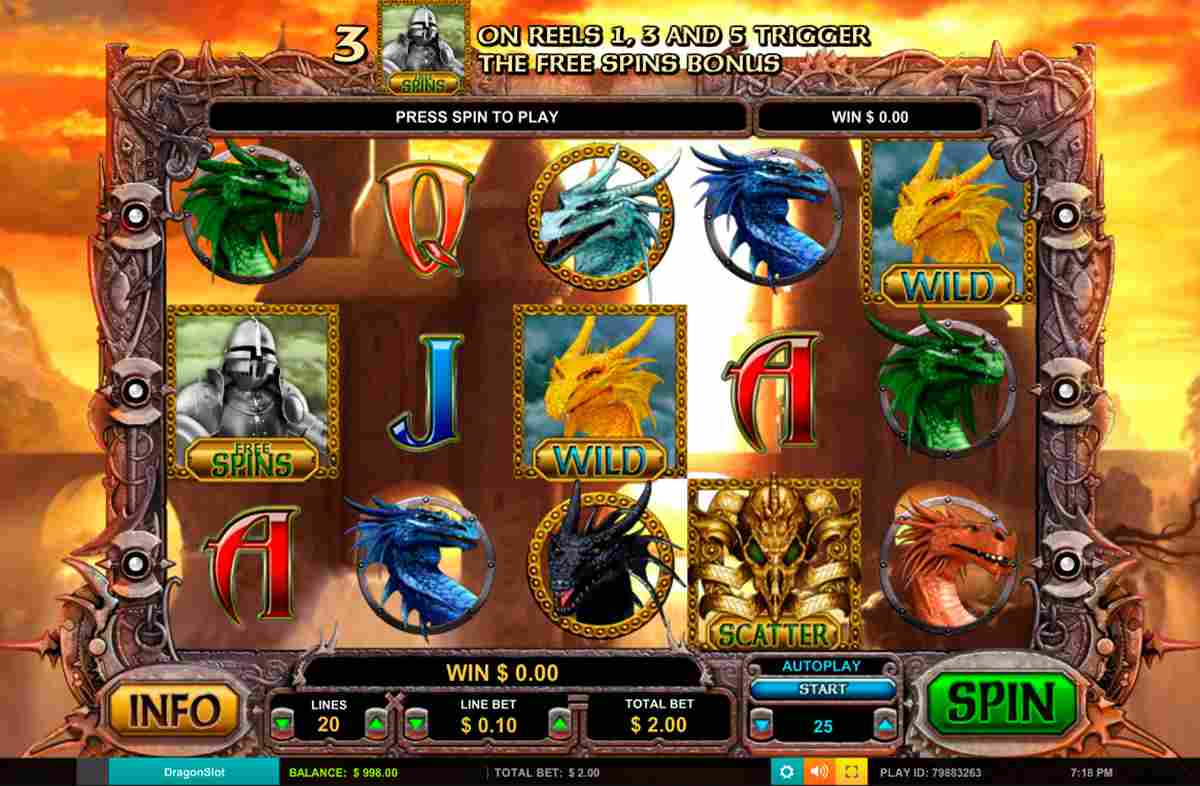 3
FREE
SPINS
ON REELS 1, 3 AND 5 TRIGGER
THE FREE SPINS BONUS
PRESS SPIN TO PLAY
WIN $ 0.00
Q
WILD
FREE
SPINS
J
WILD
A
A
SCATTER
WIN $ 0.00
INFO
LINES
20
LINE BET
$ 0.10
TOTAL BET
$ 2.00
AUTOPLAY
START
25
SPIN
DragonSlot
BALANCE: $ 998.00
TOTAL BET: $ 2.00
PLAY ID: 79883263
7:18 PM